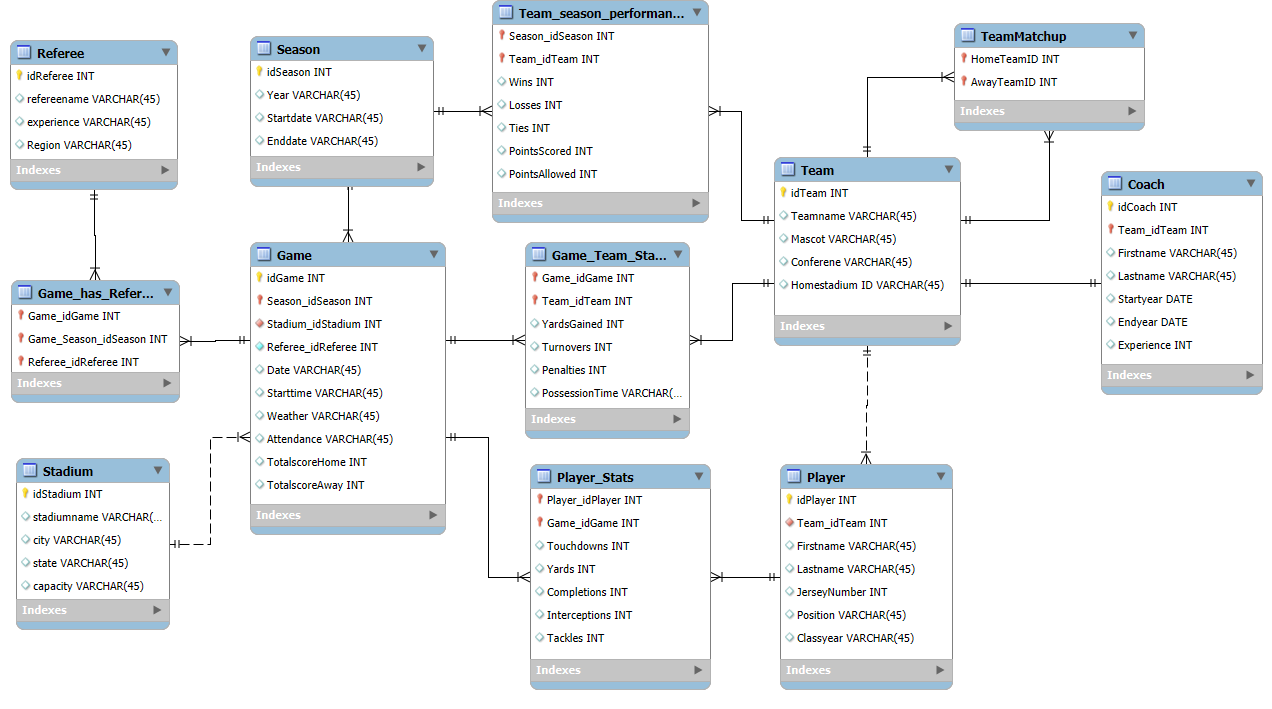 Referee
idReferee INT
refereename VARCHAR(45)
experience VARCHAR(45)
Region VARCHAR(45)
Indexes
Season
idSeason INT
Year VARCHAR(45)
Startdate VARCHAR(45)
Enddate VARCHAR(45)
Indexes
Team_season_performan...
Season_idSeason INT
Team_idTeam INT
Wins INT
Losses INT
Ties INT
PointsScored INT
PointsAllowed INT
Indexes
TeamMatchup
HomeTeamID INT
AwayTeamID INT
Indexes
Team
idTeam INT
Teamname VARCHAR(45)
Mascot VARCHAR(45)
Conferene VARCHAR(45)
Homestadium ID VARCHAR(45)
Indexes
Coach
idCoach INT
Team_idTeam INT
Firstname VARCHAR(45)
Lastname VARCHAR(45)
Startyear DATE
Endyear DATE
Experience INT
Indexes
Game_has_Refer...
Game_idGame INT
Game_Season_idSeason INT
Referee_idReferee INT
Indexes
Game
idGame INT
Season_idSeason INT
Stadium_idStadium INT
Referee_idReferee INT
Date VARCHAR(45)
Starttime VARCHAR(45)
Weather VARCHAR(45)
Attendance VARCHAR(45)
TotalscoreHome INT
TotalscoreAway INT
Indexes
Game_Team_Sta...
Game_idGame INT
Team_idTeam INT
YardsGained INT
Turnovers INT
Penalties INT
PossessionTime VARCHAR(...
Indexes
Stadium
idStadium INT
stadiumname VARCHAR(...
city VARCHAR(45)
state VARCHAR(45)
capacity VARCHAR(45)
Indexes
Player_Stats
Player_idPlayer INT
Game_idGame INT
Touchdowns INT
Yards INT
Completions INT
Interceptions INT
Tackles INT
Indexes
Player
idPlayer INT
Team_idTeam INT
Firstname VARCHAR(45)
Lastname VARCHAR(45)
JerseyNumber INT
Position VARCHAR(45)
Classyear VARCHAR(45)
Indexes